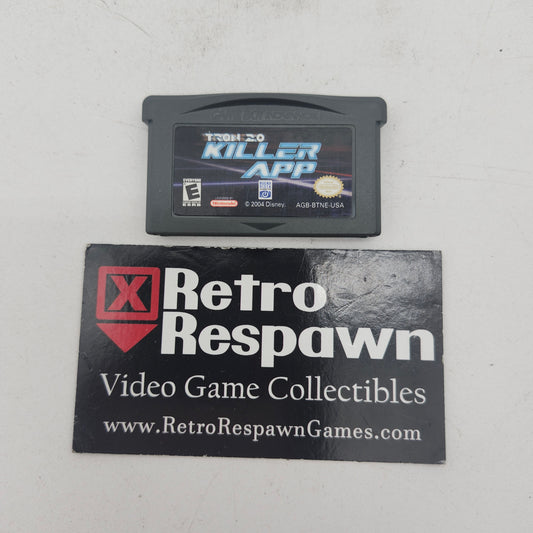 GAME BOY ADVANCE
TRON 2.0
KILLER
APP
E
Nintendo
© 2004 Disney. AGB-BTNE-USA
X Retro
Respawn
Video Game Collectibles
www.RetroRespawnGames.com